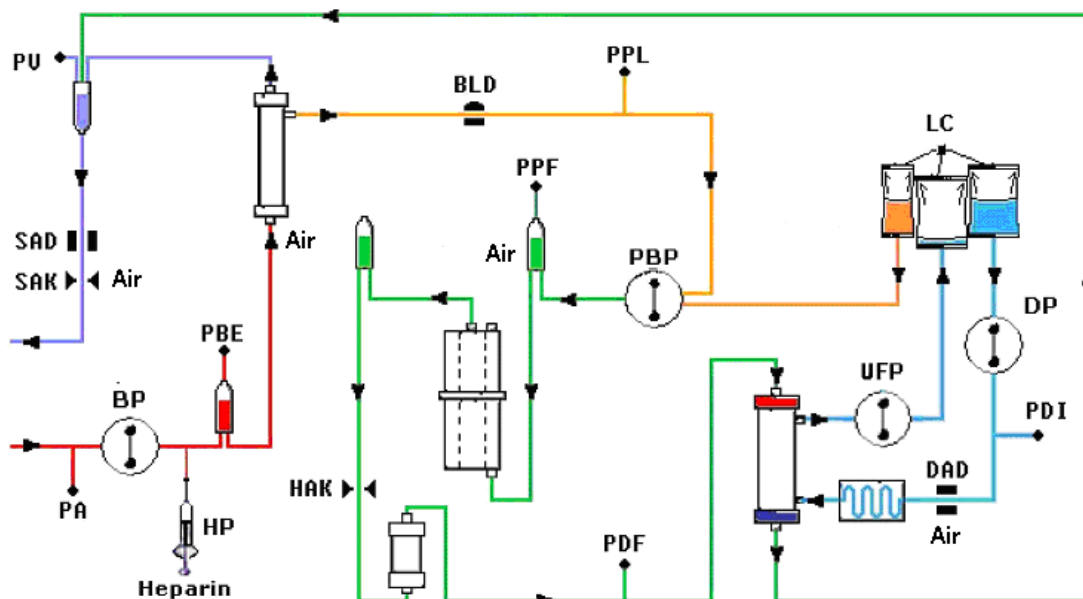 PV
BLD
PPL
LC
PPF
SAD
Air
Air
PBP
SAK
Air
DP
PBE
UFP
BP
PDI
HAK
DAD
PA
HP
PDF
Air
Heparin